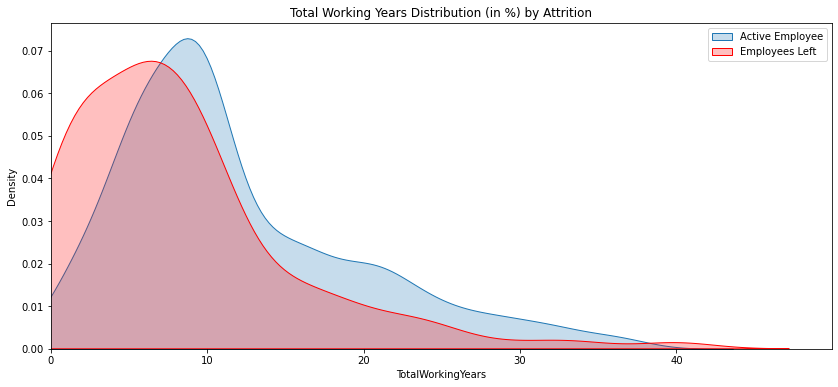 Total Working Years Distribution (in %) by Attrition
Active Employee
Employees Left
0.07
0.06
0.05
0.04
0.03
0.02
0.01
0.00
Density
0 10 20 30 40
TotalWorkingYears